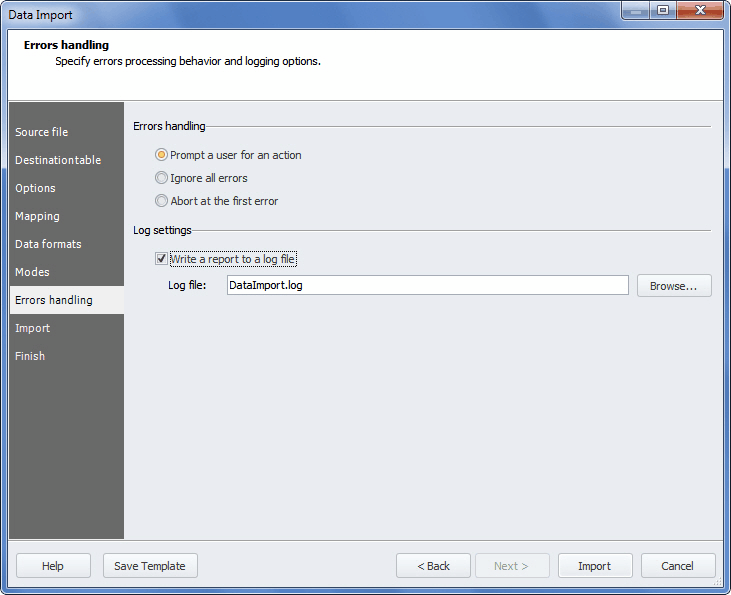 Data Import
Errors handling
Specify errors processing behavior and logging options.
Source file
Destinationtable
Options
Mapping
Data formats
Modes
Errors handling
Import
Finish
Errors handling
Prompt a user for an action
Ignore all errors
Abort at the first error
Log settings
Write a report to a log file
Log file: DataImport.log Browse...
Help Save Template < Back Next > Import Cancel